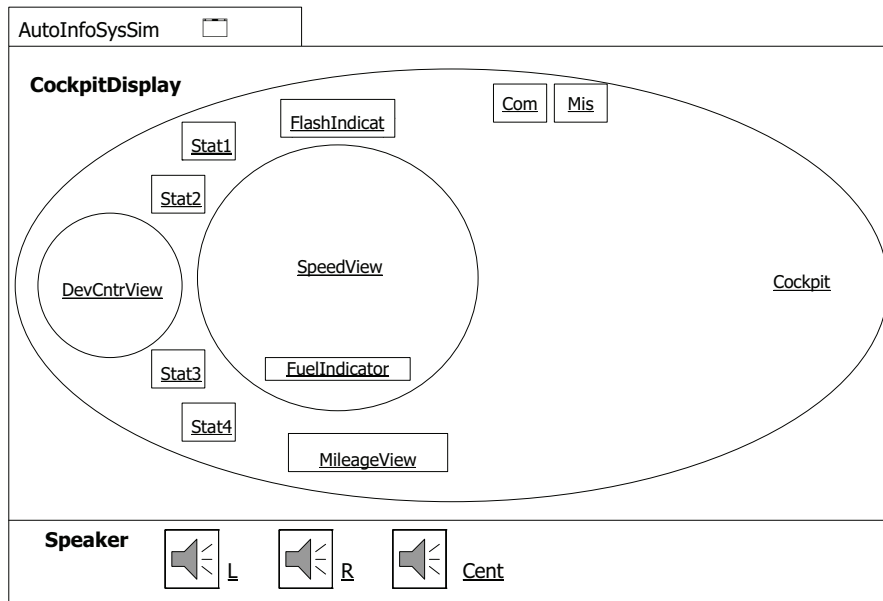 AutoInfoSysSim
CockpitDisplay
FlashIndicat
Com
Mis
Stat1
Stat2
SpeedView
DevCntrView
Cockpit
Stat3
FuelIndicator
Stat4
MileageView
Speaker
L
R
Cent